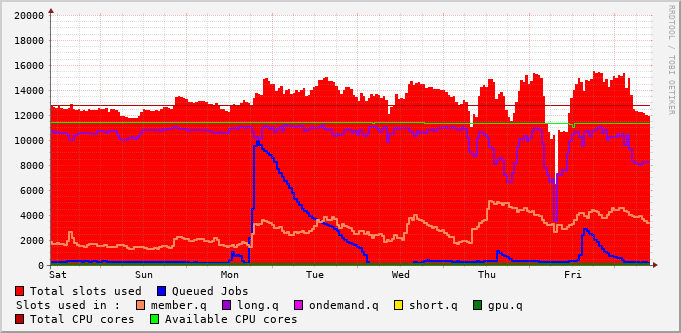 20000
18000
16000
14000
12000
10000
8000
6000
4000
2000
0
Sat Sun Mon Tue Wed Thu Fri
RRDTOOL / TOBI OETIKER
Total slots used Queued Jobs
Slots used in : member.q long.q ondemand.q short.q gpu.q
Total CPU cores Available CPU cores